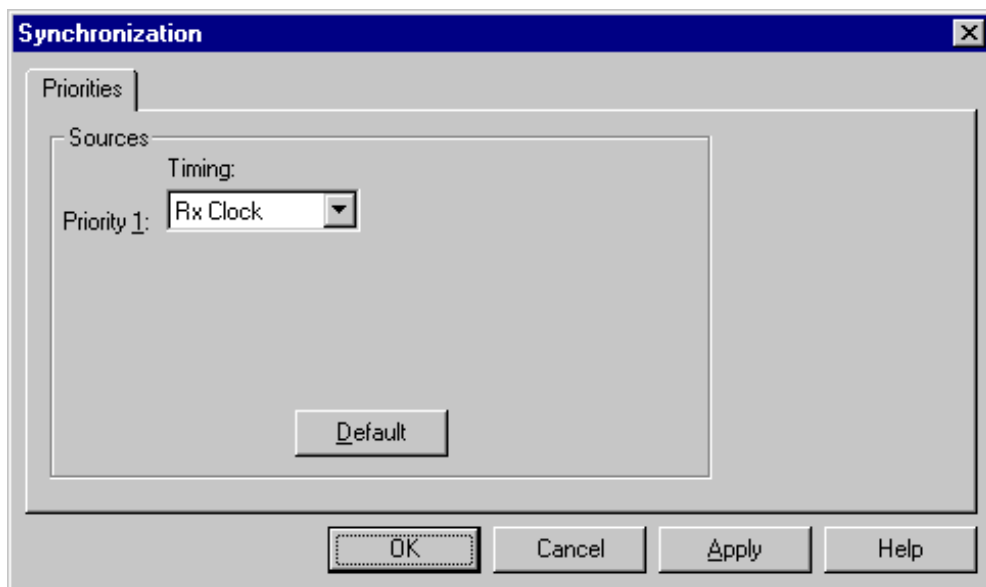 Synchronization
Priorities
Sources
Timing:
Priority 1: Rx Clock
Default
OK Cancel Apply Help